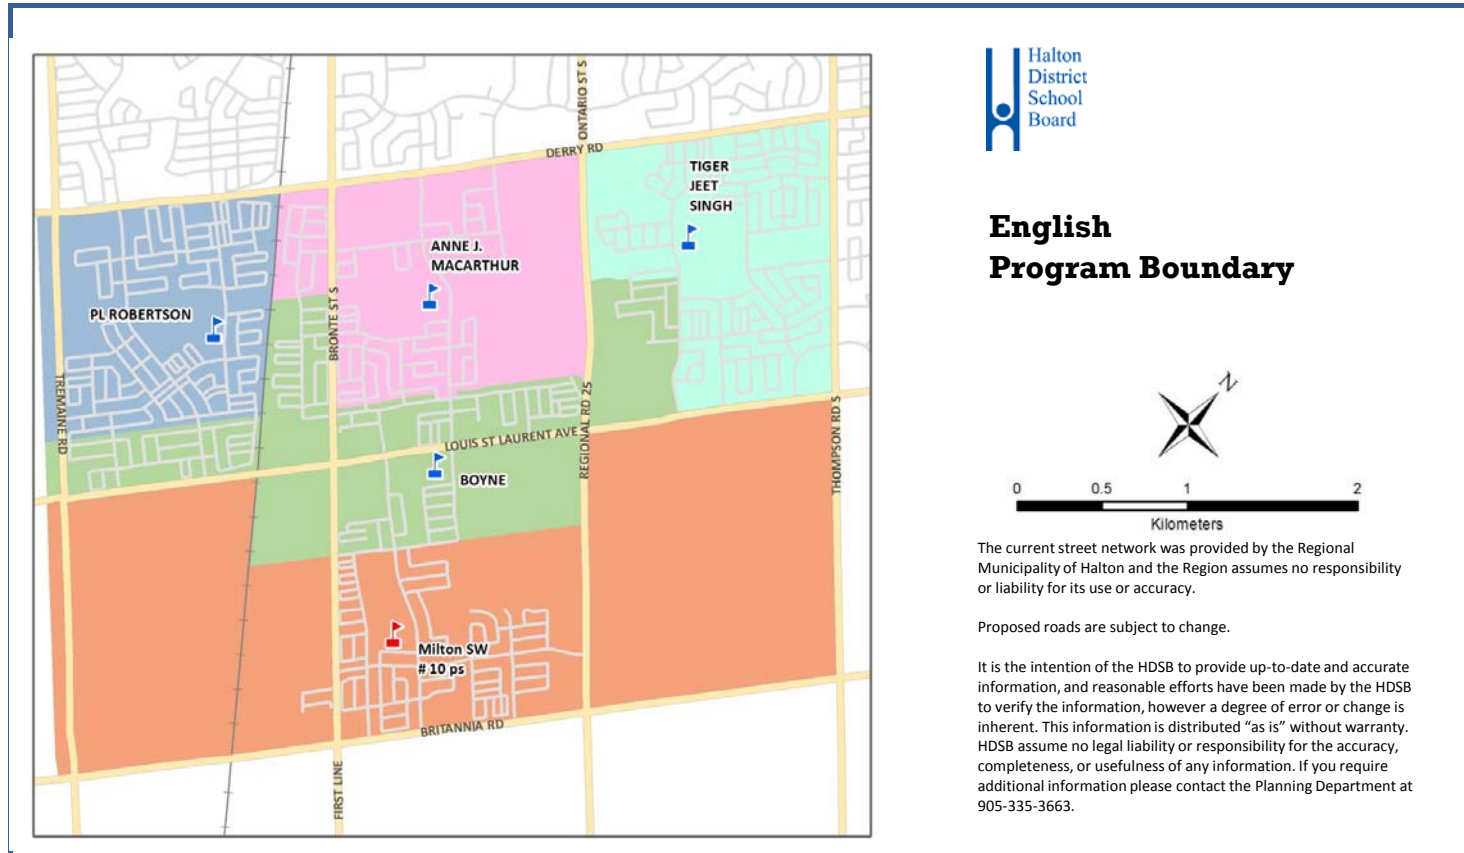 Halton
District
School
Board
English
Program Boundary
ONTARIO ST S
DERRY RD
TIGER
JEET
SINGH
ANNE J.
MACARTHUR
PL ROBERTSON
BRONTE ST S
TREMAINE RD
REGIONAL RD 25
LOUIS ST LAURENT AVE
THOMPSON RD S
BOYNE
Milton SW
# 10 ps
BRITANNIA RD
FIRST LINE
N
0 0.5 1 2
Kilometers
The current street network was provided by the Regional
Municipality of Halton and the Region assumes no responsibility
or liability for its use or accuracy.
Proposed roads are subject to change.
It is the intention of the HDSB to provide up-to-date and accurate
information, and reasonable efforts have been made by the HDSB
to verify the information, however a degree of error or change is
inherent. This information is distributed “as is” without warranty.
HDSB assume no legal liability or responsibility for the accuracy,
completeness, or usefulness of any information. If you require
additional information please contact the Planning Department at
905-335-3663.